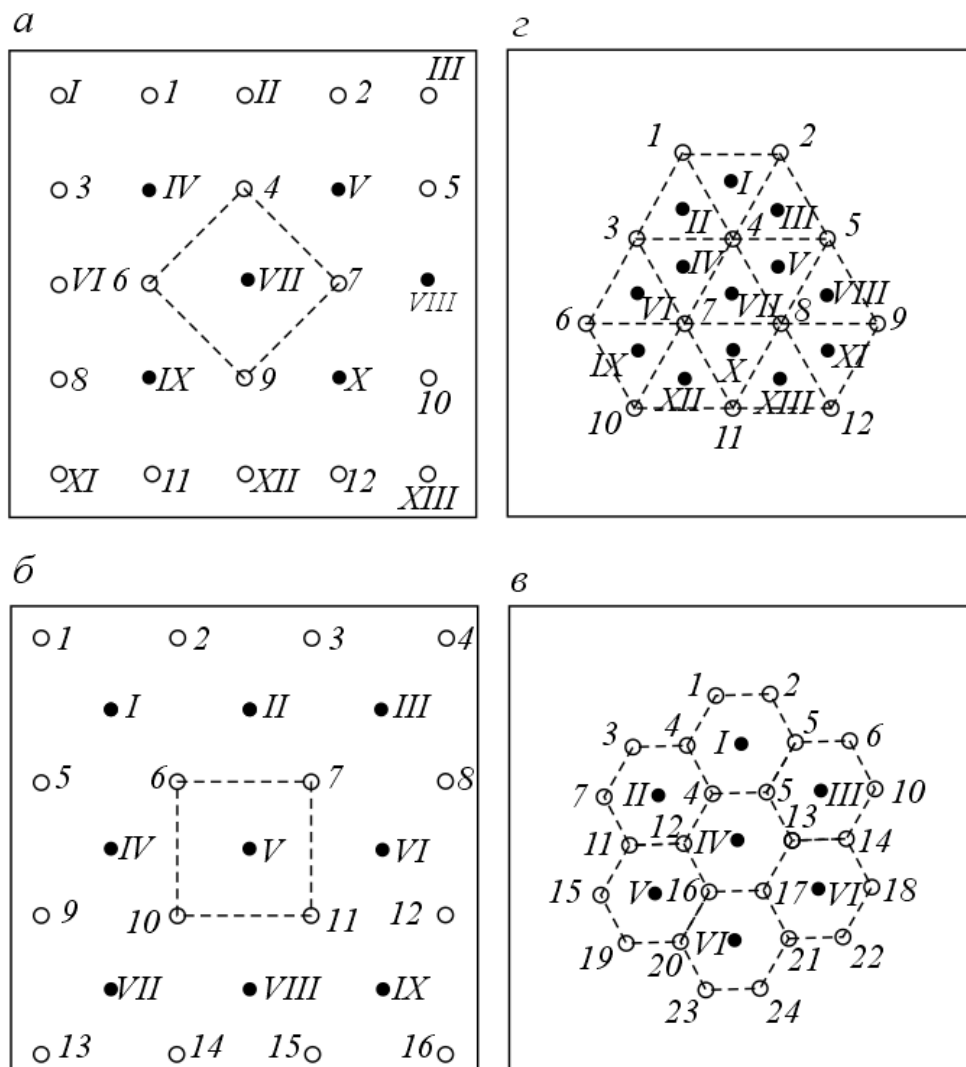 а
I 1 II 2 III
3 IV 4 V 5
VI 6 VII 7 VIII
8 IX 9 X 10
XI 11 XII 12 XIII
г
1 2
I
II III
3 4 5
IV V
VI VII VIII
6 7 8 9
IX X XI
XII XIII
10 11 12
б
1 2 3 4
I II III
5 6 7 8
IV V VI
9 10 11 12
VII VIII IX
13 14 15 16
в
1 2
3 4 I 5 6
7 II 4 5 III 10
11 12 IV 13 14
15 V 16 17 VI 18
19 20 VI 21 22
23 24